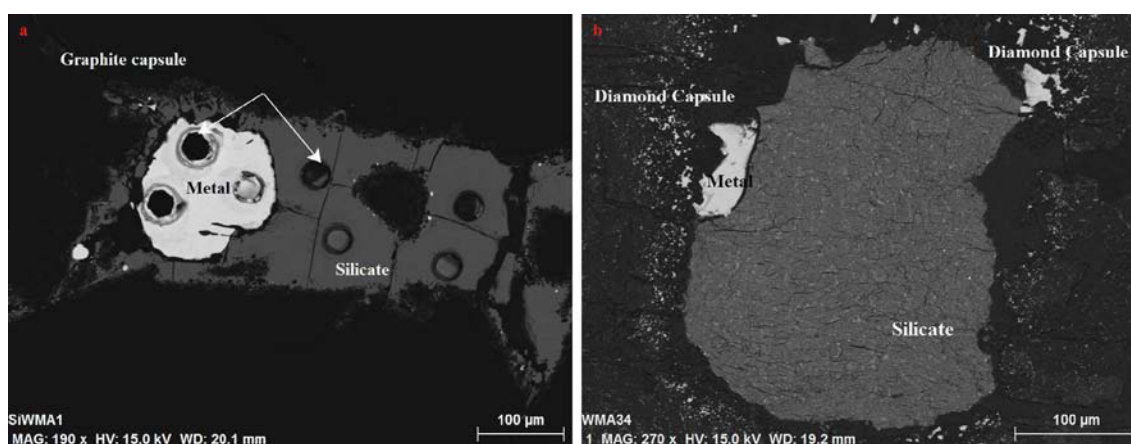 a
Graphite capsule
Metal
Silicate
SiWMA1
MAG: 190 x HV: 15.0 kV WD: 20.1 mm
100 µm
b
Diamond Capsule
Diamond Capsule
Metal
Silicate
WMA34
1 MAG: 270 x HV: 15.0 kV WD: 19.2 mm
100 µm